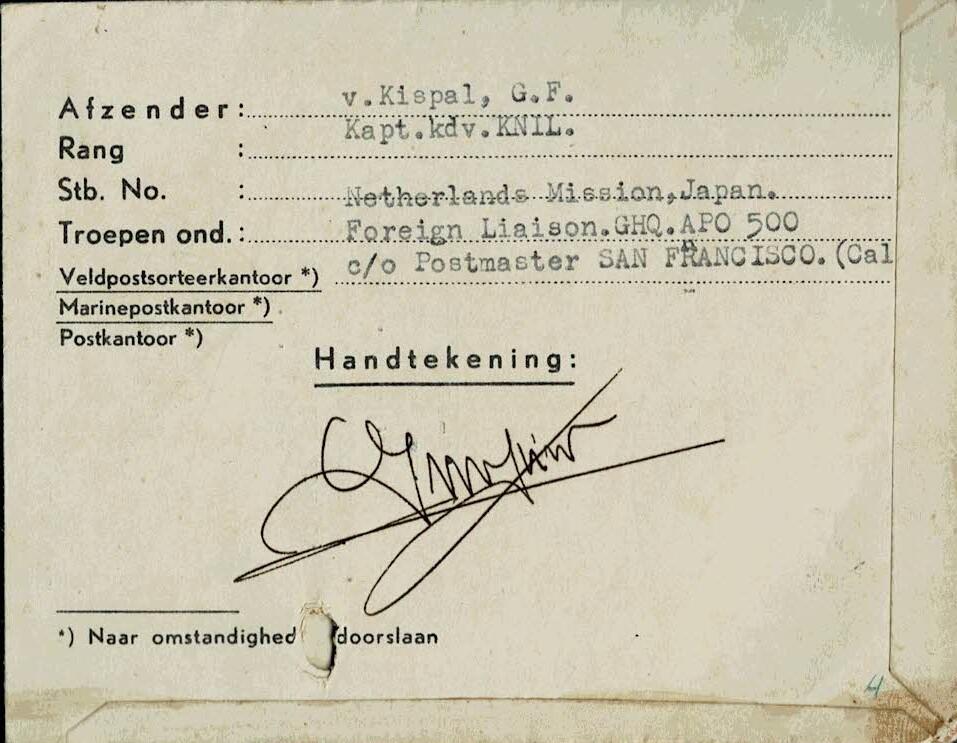 Afzender: v.Kispal, G.F.
Rang : Kapt.kdv.KNIL.
Stb. No. : Netherlands Mission,Japan.
Troepen ond.: Foreign Liaison.GHQ.APO 500
Veldpostsorteerkantoor *) c/o Postmaster SAN FRANCISCO.(Cal
Marinepostkantoor *)
Postkantoor *)
Handtekening:
*) Naar omstandighed doorslaan
4